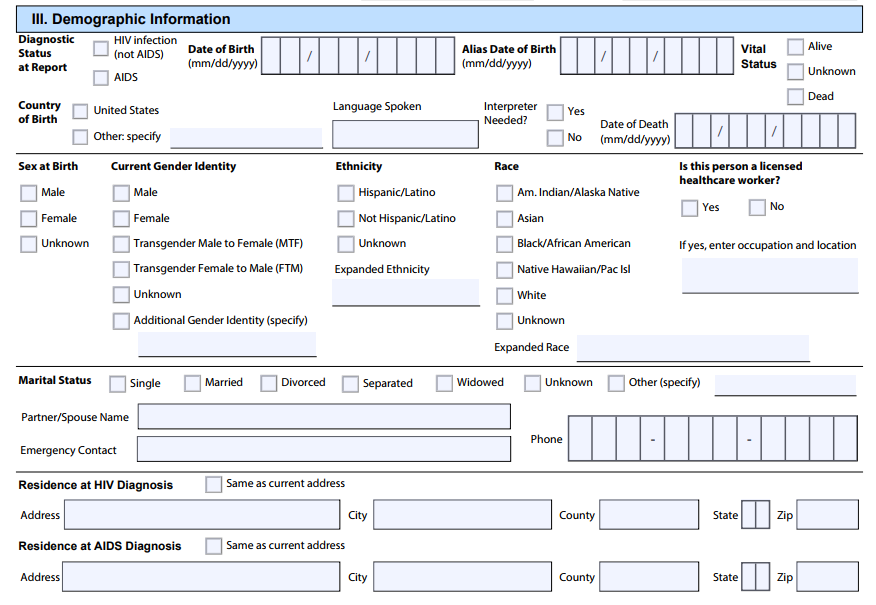 III. Demographic Information
Diagnostic Status at Report
HIV infection (not AIDS)
AIDS
Date of Birth (mm/dd/yyyy) / /
Alias Date of Birth (mm/dd/yyyy) / /
Vital Status
Alive
Unknown
Dead
Country of Birth
United States
Other: specify
Language Spoken
Interpreter Needed?
Yes
No
Date of Death (mm/dd/yyyy) / /
Sex at Birth
Male
Female
Unknown
Current Gender Identity
Male
Female
Transgender Male to Female (MTF)
Transgender Female to Male (FTM)
Unknown
Additional Gender Identity (specify)
Ethnicity
Hispanic/Latino
Not Hispanic/Latino
Unknown
Expanded Ethnicity
Race
Am. Indian/Alaska Native
Asian
Black/African American
Native Hawaiian/Pac Isl
White
Unknown
Expanded Race
Is this person a licensed healthcare worker?
Yes No
If yes, enter occupation and location
Marital Status Single Married Divorced Separated Widowed Unknown Other (specify)
Partner/Spouse Name
Emergency Contact
Phone - -
Residence at HIV Diagnosis Same as current address
Address City County State Zip
Residence at AIDS Diagnosis Same as current address
Address City County State Zip